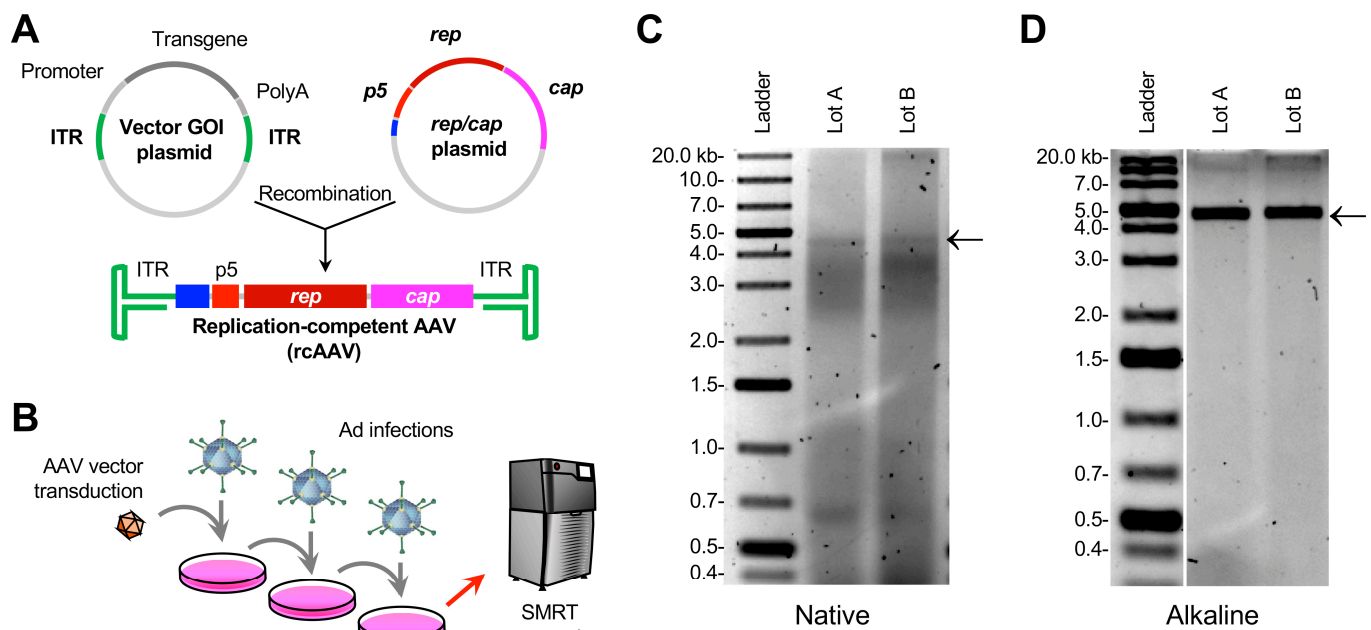 A
Transgene
Promoter
PolyA
ITR
ITR
Vector GOI
plasmid
rep
p5
cap
rep/cap
plasmid
Recombination
ITR
p5
ITR
rep
cap
Replication-competent AAV
(rcAAV)
B
Ad infections
AAV vector
transduction
SMRT
C
Ladder
Lot A
Lot B
20.0 kb-
10.0-
7.0-
5.0-
4.0-
3.0-
2.0-
1.5-
1.0-
0.7-
0.5-
0.4-
Native
D
Ladder
Lot A
Lot B
20.0 kb-
7.0-
5.0-
4.0-
3.0-
2.0-
1.5-
1.0-
0.7-
0.5-
0.4-
Alkaline